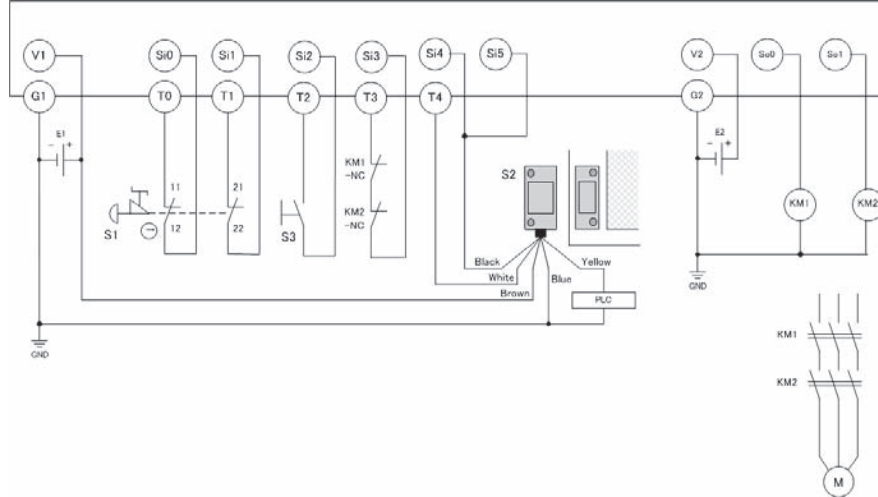 V1 Si0 Si1 Si2 Si3 Si4 Si5 V2 So0 So1
G1 T0 T1 T2 T3 T4 G2
E1 E2
- + - +
KM1
-NC
11 21 S2
KM2
-NC
KM1 KM2
S1 12 22 S3
Black Yellow
White Blue
Brown PLC
GND
GND
KM1
KM2
M